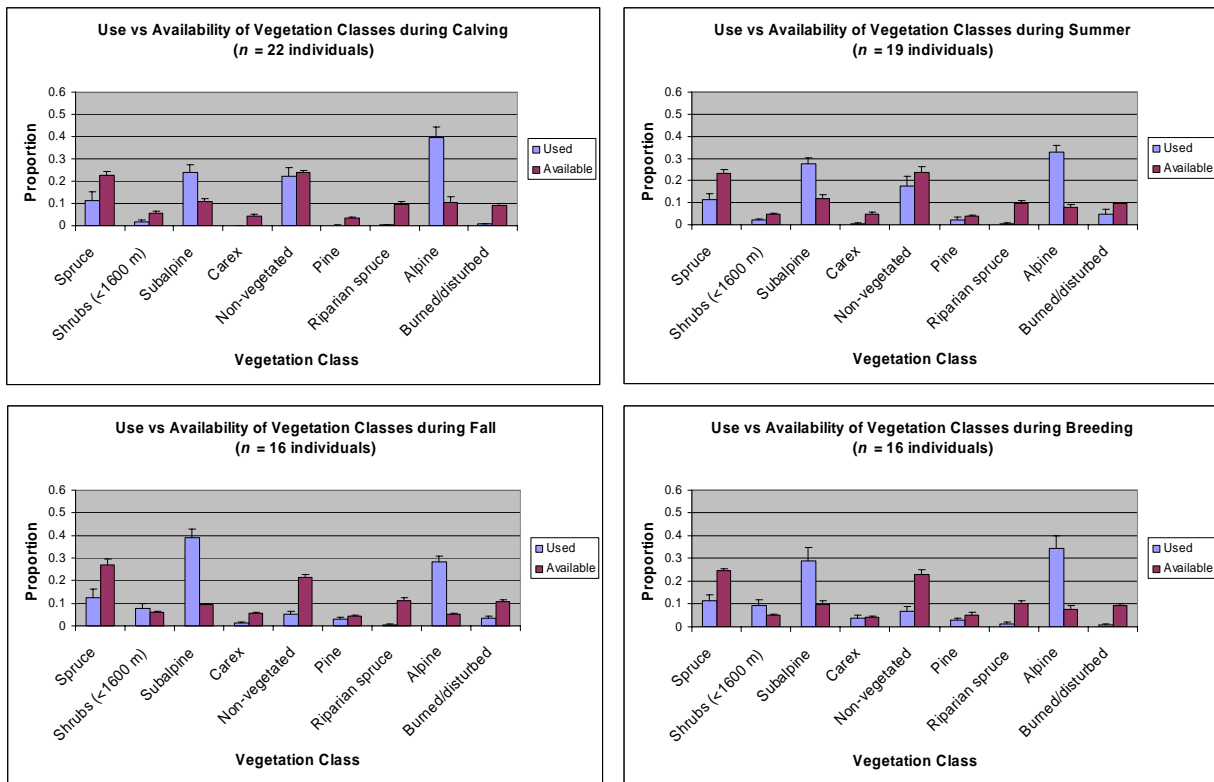 Use vs Availability of Vegetation Classes during Calving
(n = 22 individuals)
0.6
0.5
0.4
0.3
0.2
0.1
0
Proportion
Used
Available
Spruce
Shrubs (<1600 m)
Subalpine
Carex
Non-vegetated
Pine
Riparian spruce
Alpine
Burned/disturbed
Vegetation Class
Use vs Availability of Vegetation Classes during Summer
(n = 19 individuals)
0.6
0.5
0.4
0.3
0.2
0.1
0
Proportion
Used
Available
Spruce
Shrubs (<1600 m)
Subalpine
Carex
Non-vegetated
Pine
Riparian spruce
Alpine
Burned/disturbed
Vegetation Class
Use vs Availability of Vegetation Classes during Fall
(n = 16 individuals)
0.6
0.5
0.4
0.3
0.2
0.1
0
Proportion
Used
Available
Spruce
Shrubs (<1600 m)
Subalpine
Carex
Non-vegetated
Pine
Riparian spruce
Alpine
Burned/disturbed
Vegetation Class
Use vs Availability of Vegetation Classes during Breeding
(n = 16 individuals)
0.6
0.5
0.4
0.3
0.2
0.1
0
Proportion
Used
Available
Spruce
Shrubs (<1600 m)
Subalpine
Carex
Non-vegetated
Pine
Riparian spruce
Alpine
Burned/disturbed
Vegetation Class